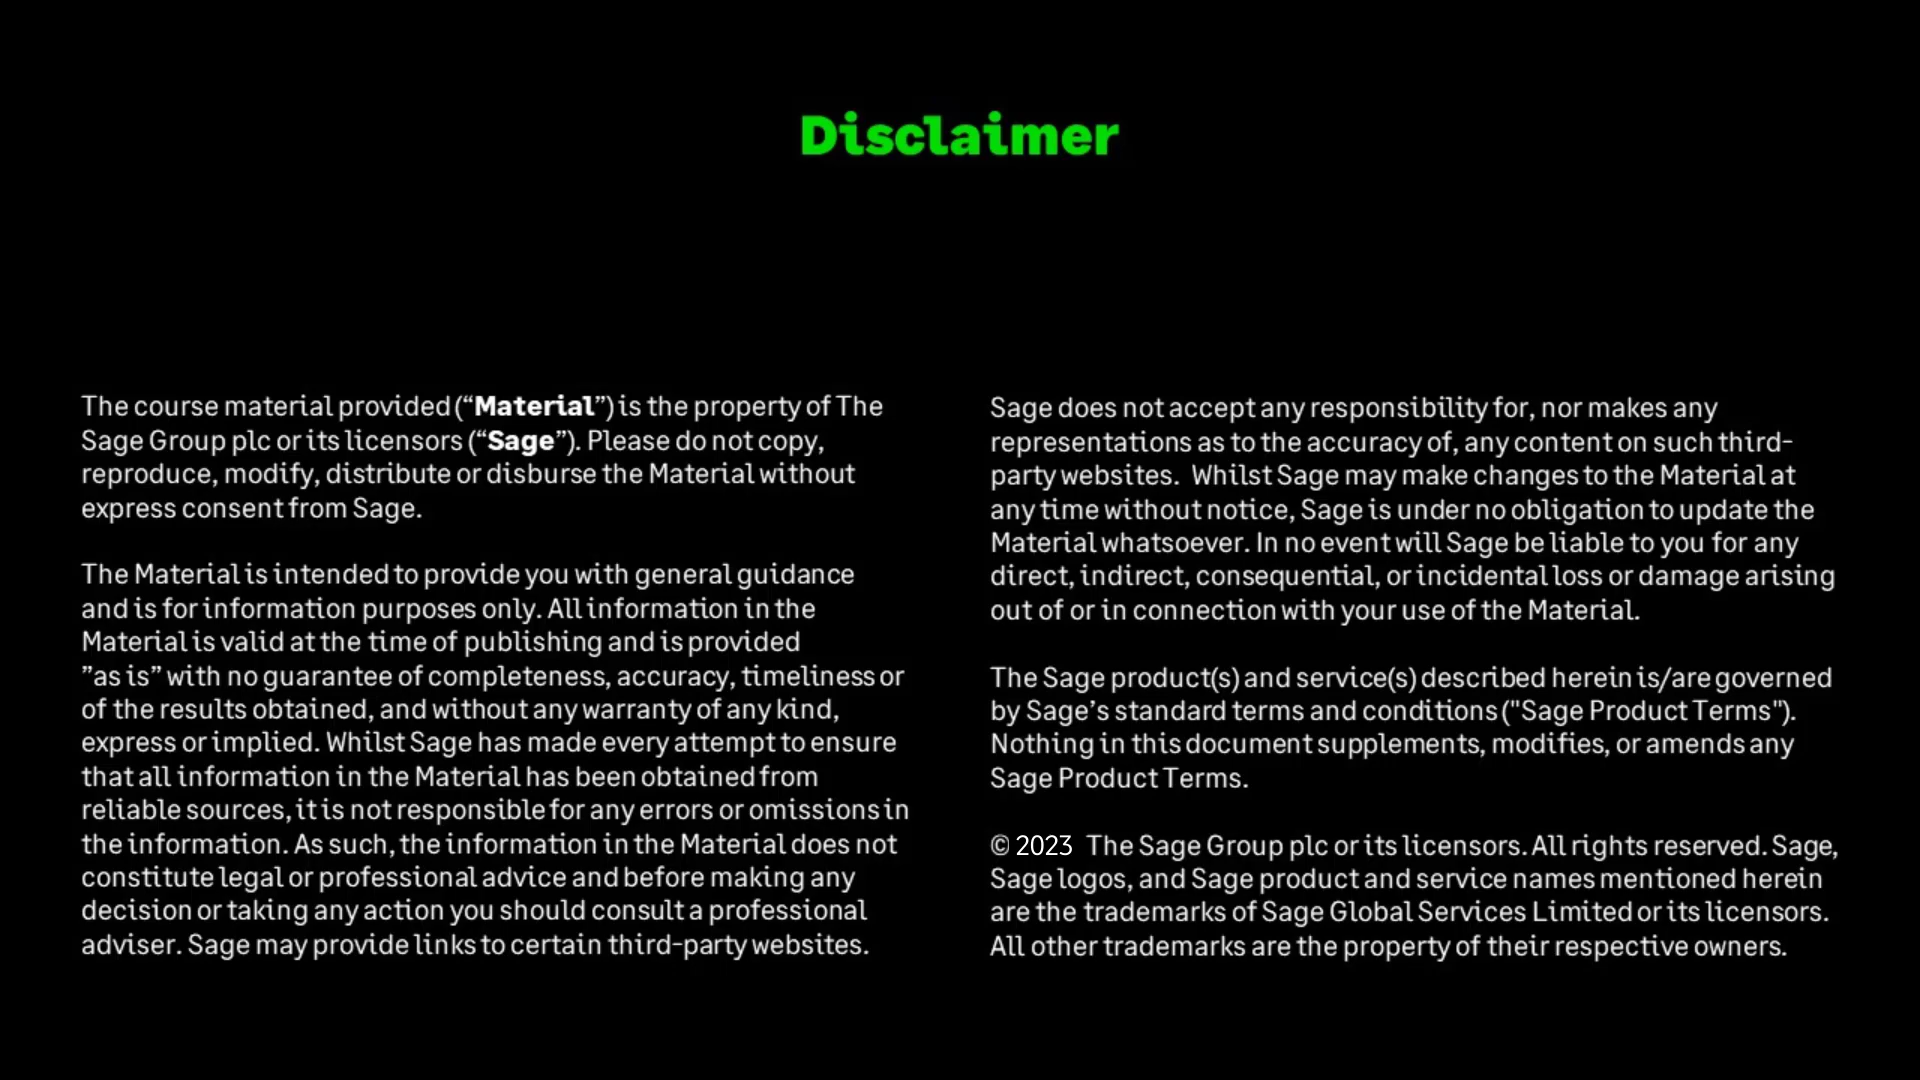 Disclaimer
The course material provided (“Material”) is the property of The
Sage Group plc or its licensors (“Sage”). Please do not copy,
reproduce, modify, distribute or disburse the Material without
express consent from Sage.
The Material is intended to provide you with general guidance
and is for information purposes only. All information in the
Material is valid at the time of publishing and is provided
”as is” with no guarantee of completeness, accuracy, timeliness or
of the results obtained, and without any warranty of any kind,
express or implied. Whilst Sage has made every attempt to ensure
that all information in the Material has been obtained from
reliable sources, it is not responsible for any errors or omissions in
the information. As such, the information in the Material does not
constitute legal or professional advice and before making any
decision or taking any action you should consult a professional
adviser. Sage may provide links to certain third-party websites.
Sage does not accept any responsibility for, nor makes any
representations as to the accuracy of, any content on such third-
party websites.  Whilst Sage may make changes to the Material at
any time without notice, Sage is under no obligation to update the
Material whatsoever. In no event will Sage be liable to you for any
direct, indirect, consequential, or incidental loss or damage arising
out of or in connection with your use of the Material.
The Sage product(s) and service(s) described herein is/are governed
by Sage’s standard terms and conditions ("Sage Product Terms").
Nothing in this document supplements, modifies, or amends any
Sage Product Terms.
© 2023  The Sage Group plc or its licensors. All rights reserved. Sage,
Sage logos, and Sage product and service names mentioned herein
are the trademarks of Sage Global Services Limited or its licensors.
All other trademarks are the property of their respective owners.